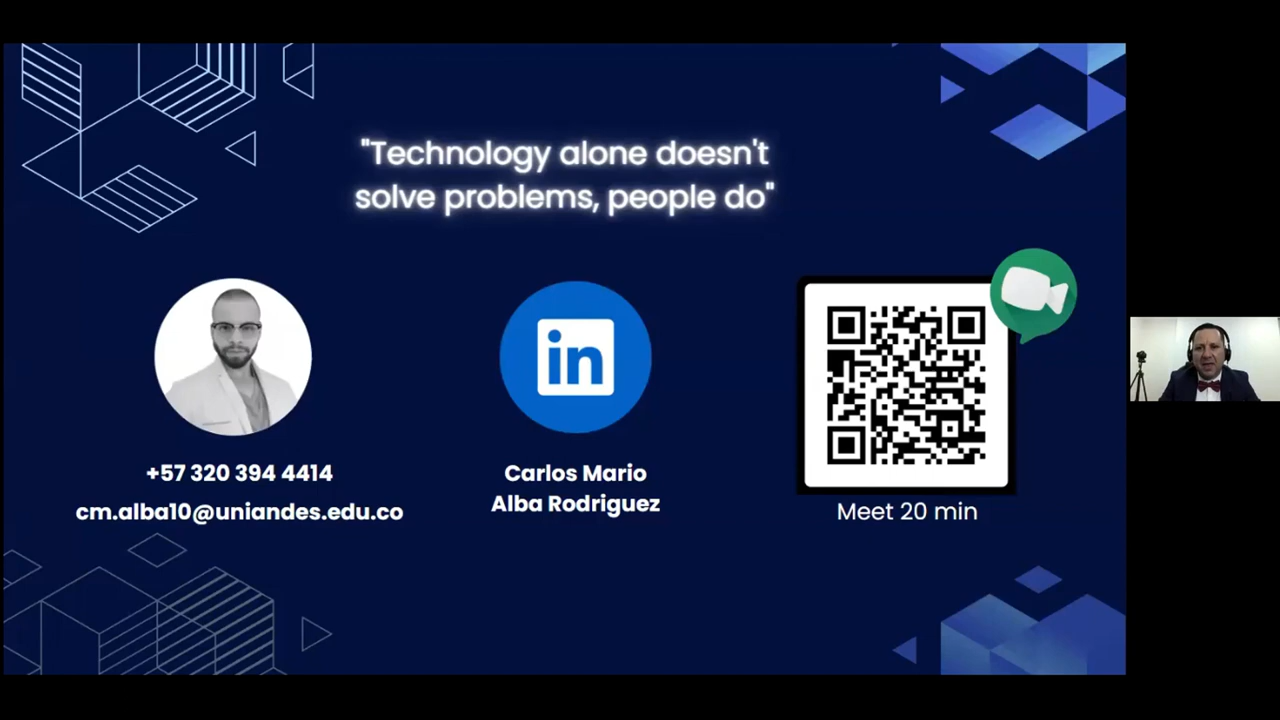 "Technology alone doesn't
solve problems, people do"
in
+57 320 394 4414
cm.alba10@uniandes.edu.co
Carlos Mario
Alba Rodriguez
Meet 20 min